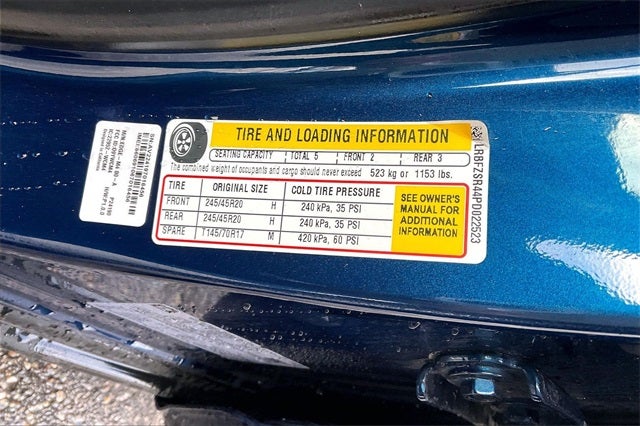 TIRE AND LOADING INFORMATION
SEATING CAPACITY TOTAL 5 FRONT 2 REAR 3
The combined weight of occupants and cargo should never exceed 523 kg or 1153 lbs.
TIRE ORIGINAL SIZE COLD TIRE PRESSURE
FRONT 245/45R20 H 240 kPa, 35 PSI
REAR 245/45R20 H 240 kPa, 35 PSI
SPARE T145/70R17 M 420 kPa, 60 PSI
SEE OWNER'S
MANUAL FOR
ADDITIONAL
INFORMATION
LRBFZSR44PD022523